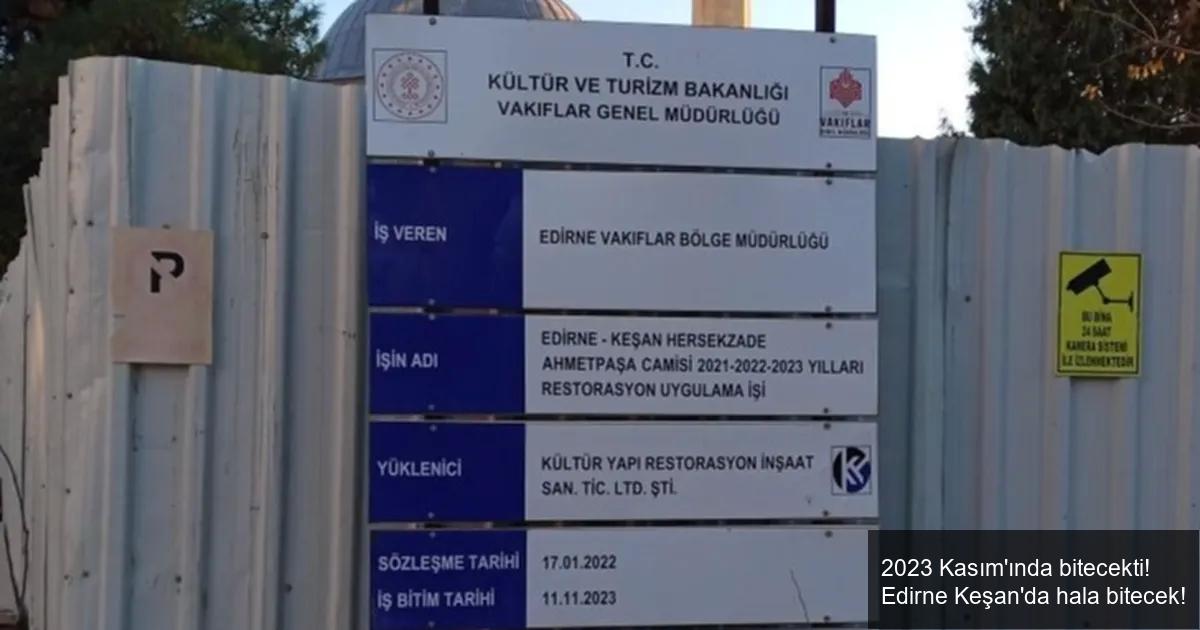 T.C.
KÜLTÜR VE TURİZM BAKANLIĞI
VAKIFLAR GENEL MÜDÜRLÜĞÜ
VAKIFLAR
GENEL MÜDÜRLÜĞÜ
İŞ VEREN
EDİRNE VAKIFLAR BÖLGE MÜDÜRLÜĞÜ
P
İŞİN ADI
EDİRNE - KEŞAN HERSEKZADE
AHMETPAŞA CAMİSİ 2021-2022-2023 YILLARI
RESTORASYON UYGULAMA İŞİ
BU BİNA
24 SAAT
KAMERA SİSTEMİ
İLE İZLENMEKTEDİR
YÜKLENİCİ
KÜLTÜR YAPI RESTORASYON İNŞAAT
SAN. TİC. LTD. ŞTİ.
K
SÖZLEŞME TARİHİ
17.01.2022
İŞ BİTİM TARİHİ
11.11.2023
2023 Kasım'ında bitecekti!
Edirne Keşan'da hala bitecek!